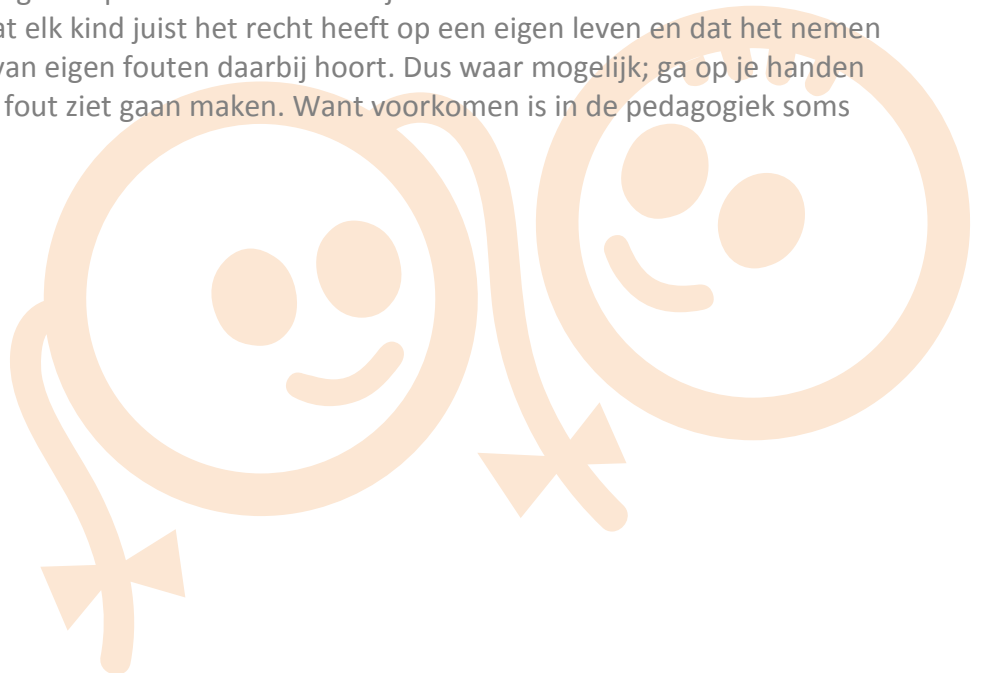 at elk kind juist het recht heeft op een eigen leven en dat het nemen
van eigen fouten daarbij hoort. Dus waar mogelijk; ga op je handen
fout ziet gaan maken. Want voorkomen is in de pedagogiek soms